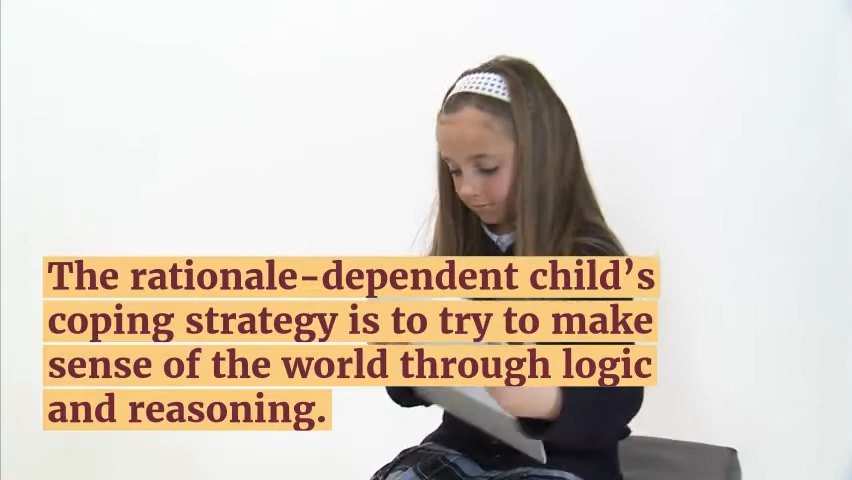 The rationale-dependent child’s
coping strategy is to try to make
sense of the world through logic
and reasoning.